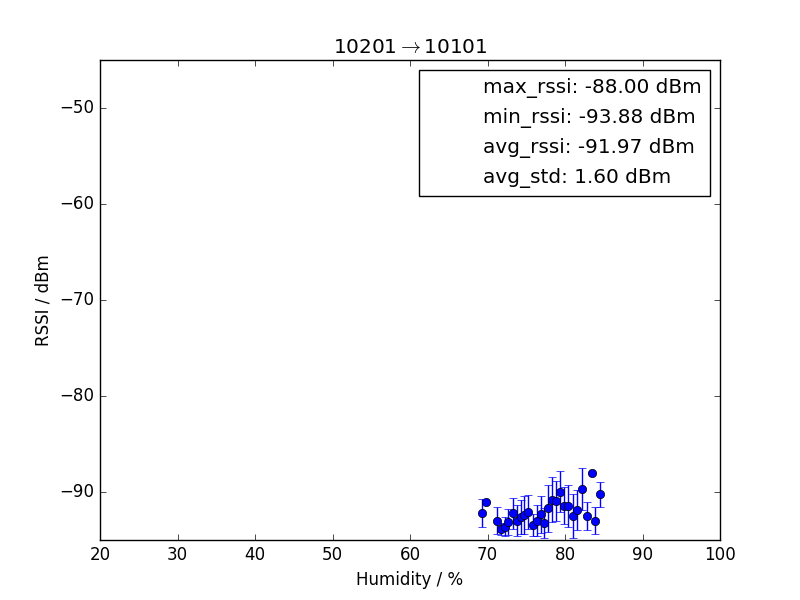 10201→10101
max_rssi: -88.00 dBm
min_rssi: -93.88 dBm
avg_rssi: -91.97 dBm
avg_std: 1.60 dBm
−50
−60
−70
−80
−90
RSSI / dBm
20 30 40 50 60 70 80 90 100
Humidity / %